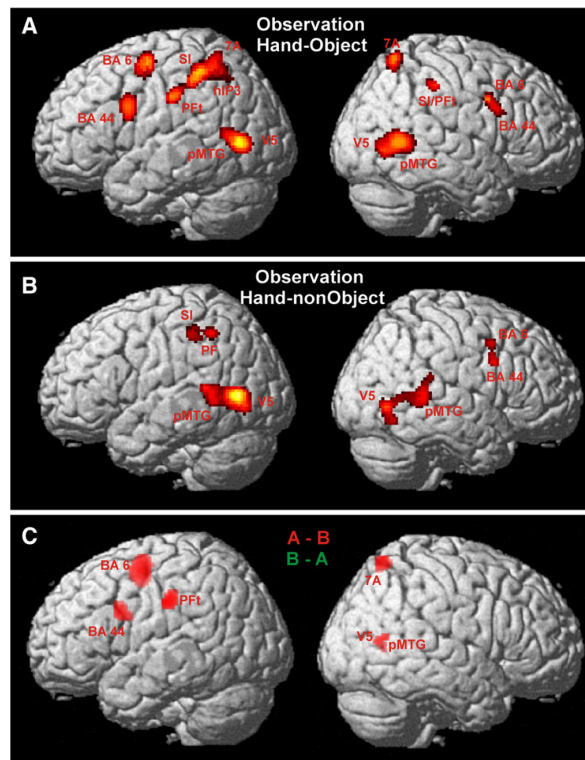 A
Observation
Hand-Object
BA 6
SI
7A
hIP3
PFt
BA 44
V5
pMTG
7A
SI/PFt
BA 6
BA 44
V5
pMTG
B
Observation
Hand-nonObject
SI
PF
V5
pMTG
BA 6
BA 44
V5
pMTG
C
A - B
B - A
BA 6
PFt
BA 44
7A
V5
pMTG